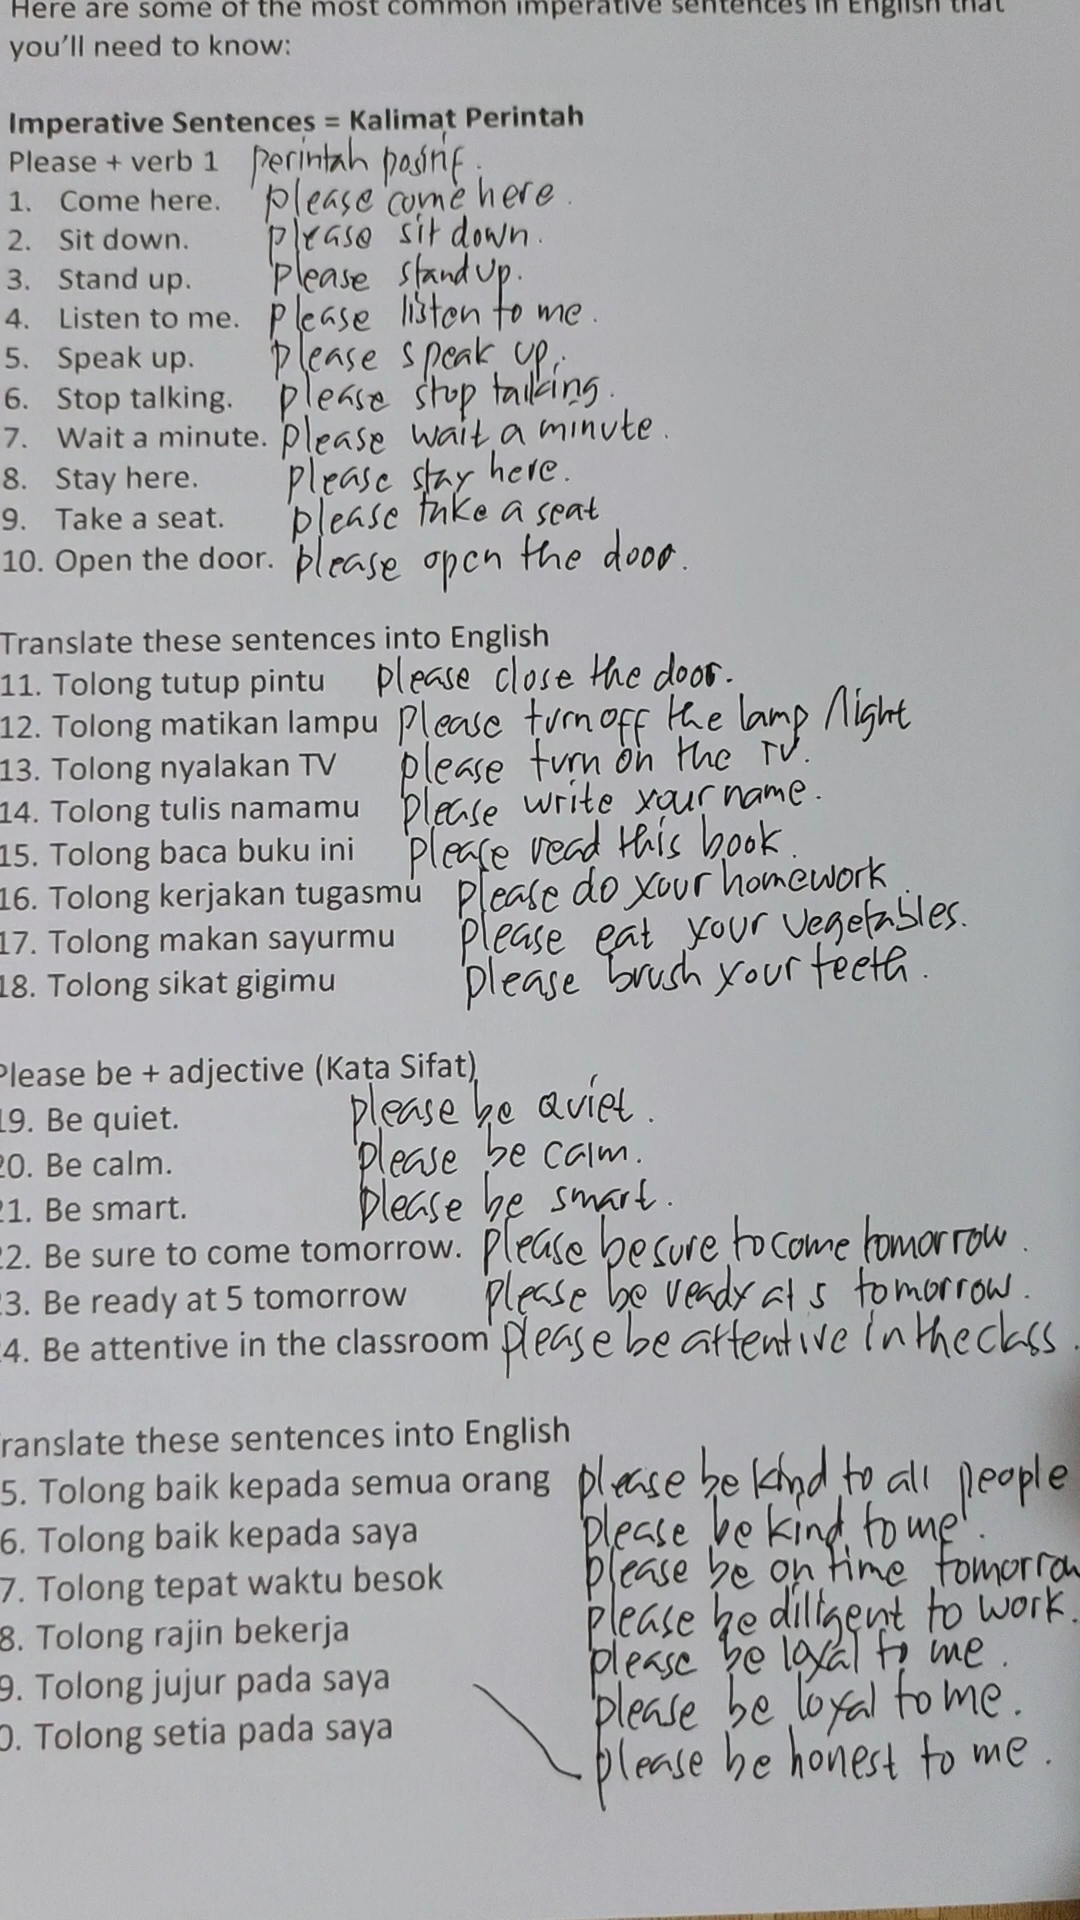 Here are some of the most common imperative sentences in English that
you'll need to know:
Imperative Sentences = Kalimat Perintah
Please + verb 1 perintah positif.
1. Come here. please come here.
2. Sit down. please sit down.
3. Stand up. please stand up.
4. Listen to me. please listen to me.
5. Speak up. please speak up.
6. Stop talking. please stop talking.
7. Wait a minute. please wait a minute.
8. Stay here. please stay here.
9. Take a seat. please take a seat
10. Open the door. please open the door.
Translate these sentences into English
11. Tolong tutup pintu please close the door.
12. Tolong matikan lampu please turn off the lamp / light
13. Tolong nyalakan TV please turn on the TV.
14. Tolong tulis namamu please write your name.
15. Tolong baca buku ini please read this book.
16. Tolong kerjakan tugasmu please do your homework.
17. Tolong makan sayurmu please eat your vegetables.
18. Tolong sikat gigimu please brush your teeth.
Please be + adjective (Kata Sifat)
19. Be quiet. please be quiet.
20. Be calm. please be calm.
21. Be smart. please be smart.
22. Be sure to come tomorrow. please be sure to come tomorrow.
23. Be ready at 5 tomorrow please be ready at 5 tomorrow.
4. Be attentive in the classroom please be attentive in the class.
ranslate these sentences into English
5. Tolong baik kepada semua orang please be kind to all people
6. Tolong baik kepada saya please be kind to me.
7. Tolong tepat waktu besok please be on time tomorrow
8. Tolong rajin bekerja please be diligent to work.
9. Tolong jujur pada saya please be loyal to me.
0. Tolong setia pada saya please be loyal to me.
please be honest to me.